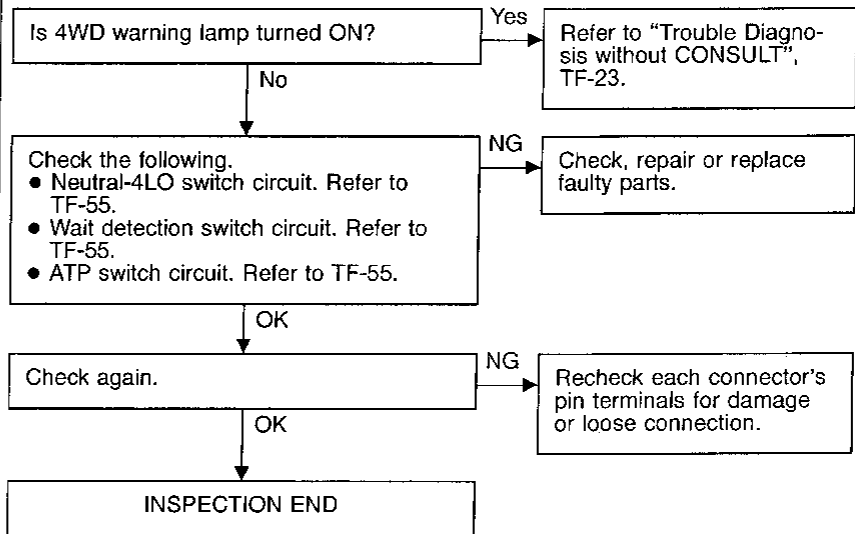 Is 4WD warning lamp turned ON?
Yes
Refer to “Trouble Diagno-
sis without CONSULT”,
TF-23.
No
Check the following.
● Neutral-4LO switch circuit. Refer to
TF-55.
● Wait detection switch circuit. Refer to
TF-55.
● ATP switch circuit. Refer to TF-55.
NG
Check, repair or replace
faulty parts.
OK
Check again.
NG
Recheck each connector’s
pin terminals for damage
or loose connection.
OK
INSPECTION END